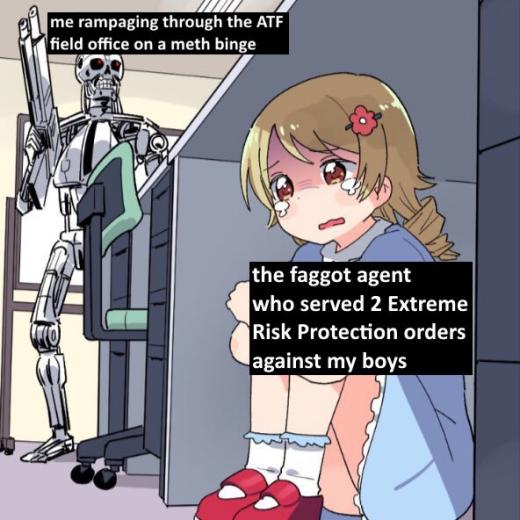 me rampaging through the ATF
field office on a meth binge
the faggot agent
who served 2 Extreme
Risk Protection orders
against my boys